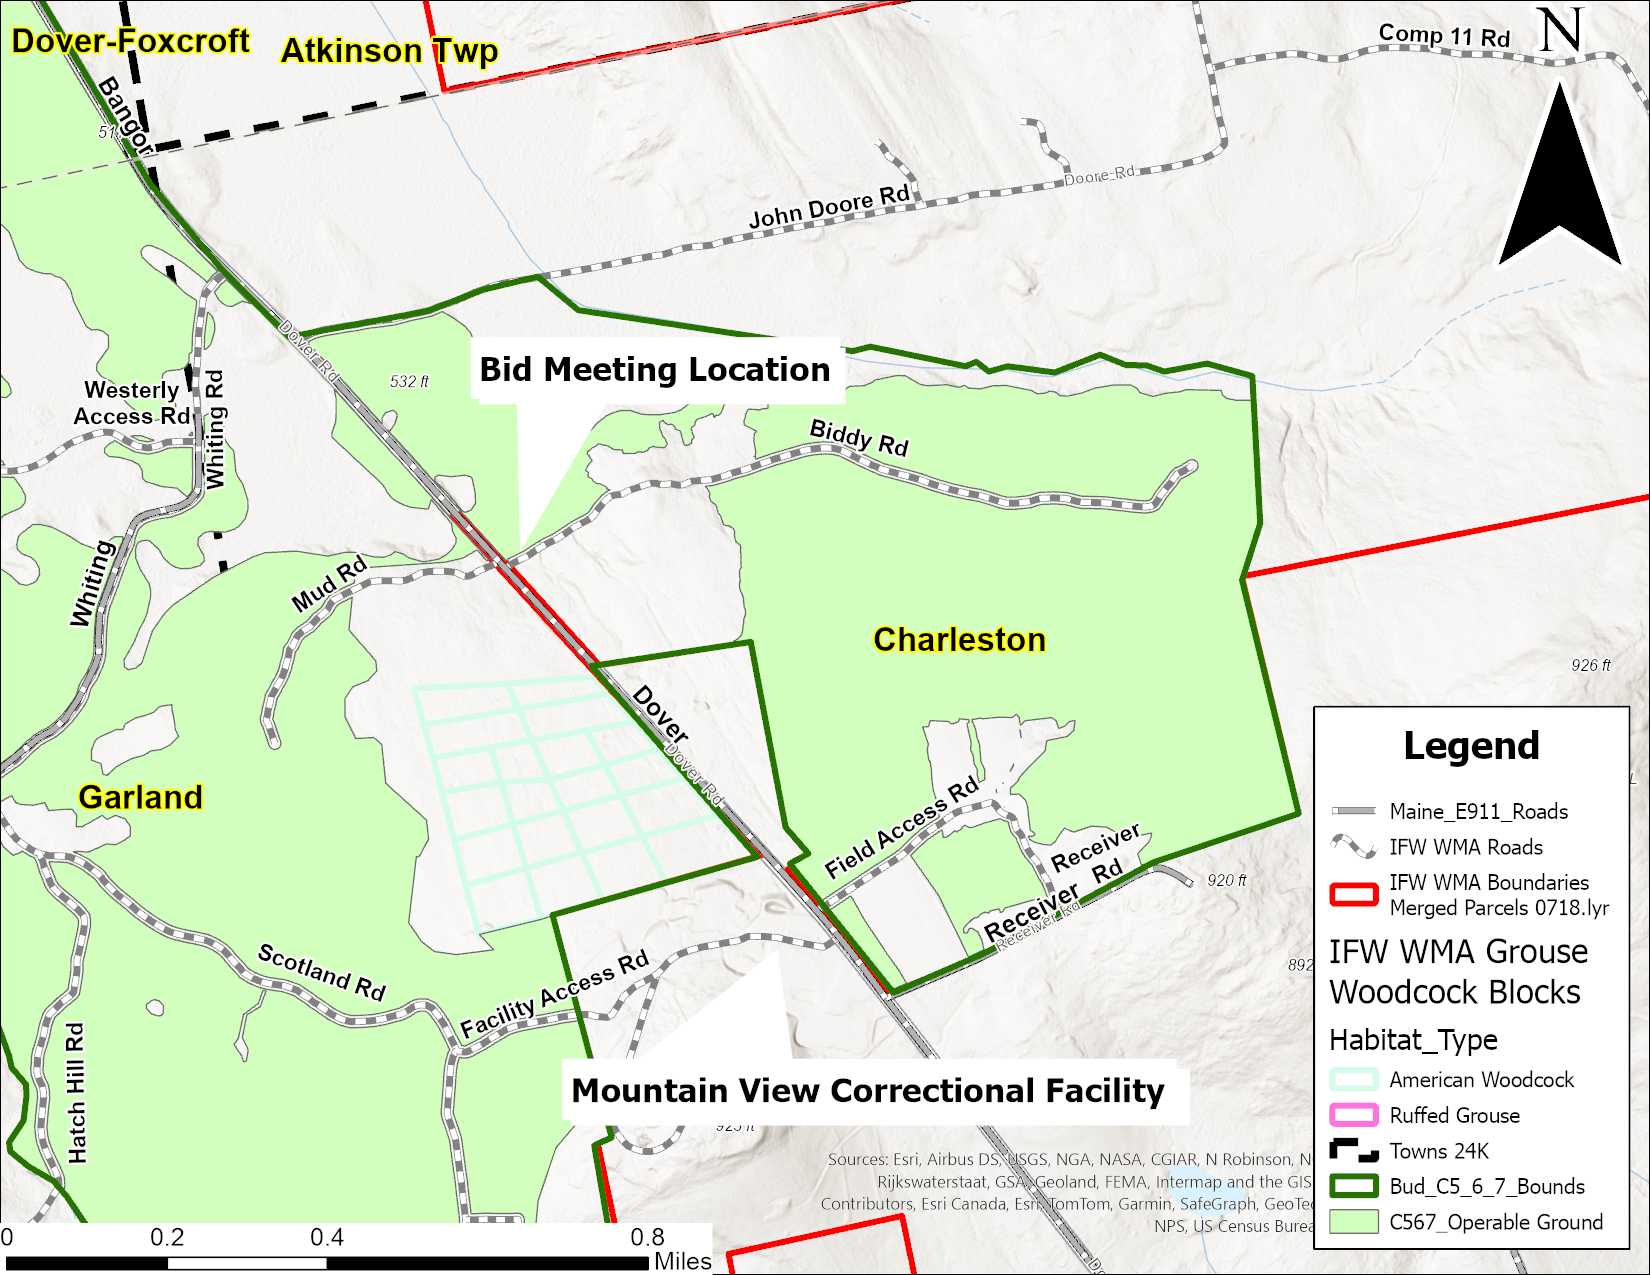 Dover-Foxcroft
Atkinson Twp
Comp 11 Rd
N
Bangor
Doore Rd
John Doore Rd
Dover Rd
532 ft
Bid Meeting Location
Westerly
Access Rd
Whiting Rd
Biddy Rd
Whiting
Mud Rd
Charleston
926 ft
Dover
Dover Rd
Garland
Field Access Rd
Receiver
Rd
Receiver
Receiver Rd
920 ft
892
Scotland Rd
Facility Access Rd
Hatch Hill Rd
Mountain View Correctional Facility
Legend
Maine_E911_Roads
IFW WMA Roads
IFW WMA Boundaries
Merged Parcels 0718.lyr
IFW WMA Grouse
Woodcock Blocks
Habitat_Type
American Woodcock
Ruffed Grouse
Towns 24K
Bud_C5_6_7_Bounds
C567_Operable Ground
Sources: Esri, Airbus DS, USGS, NGA, NASA, CGIAR, N Robinson, N
Rijkswaterstaat, GSA, Geoland, FEMA, Intermap and the GIS
Contributors, Esri Canada, Esri, TomTom, Garmin, SafeGraph, GeoTec
NPS, US Census Burea
0 0.2 0.4 0.8
Miles